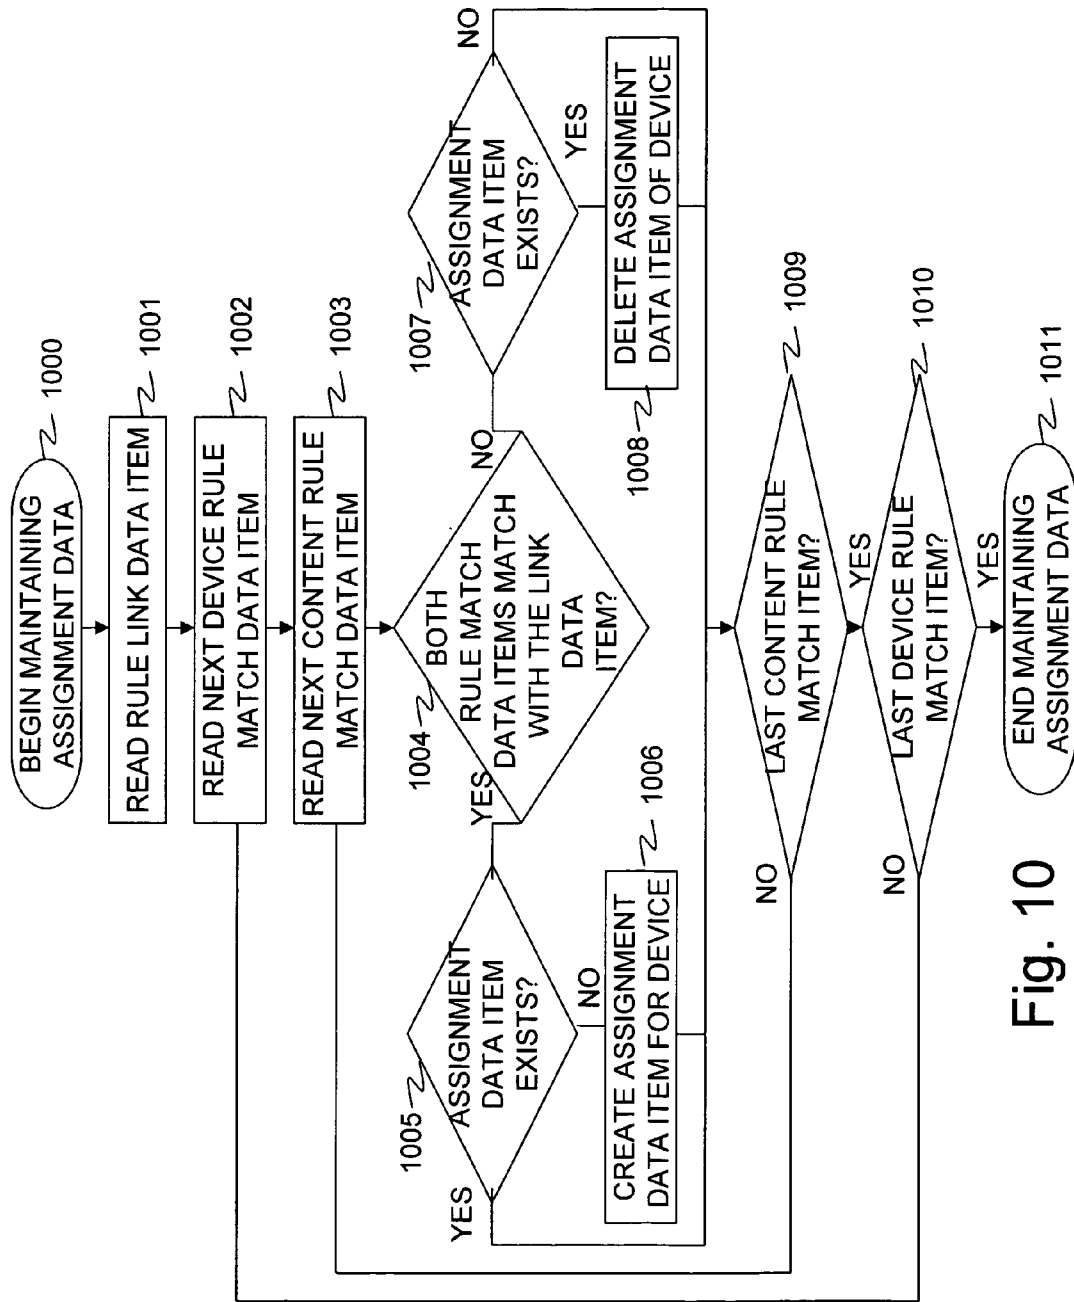 BEGIN MAINTAINING
ASSIGNMENT DATA
1000
READ RULE LINK DATA ITEM
1001
READ NEXT DEVICE RULE
MATCH DATA ITEM
1002
READ NEXT CONTENT RULE
MATCH DATA ITEM
1003
1004
BOTH
RULE MATCH
DATA ITEMS MATCH
WITH THE LINK
DATA
ITEM?
YES
NO
1005
ASSIGNMENT
DATA ITEM
EXISTS?
YES
NO
CREATE ASSIGNMENT
DATA ITEM FOR DEVICE
1006
1007
ASSIGNMENT
DATA ITEM
EXISTS?
NO
YES
DELETE ASSIGNMENT
DATA ITEM OF DEVICE
1008
LAST CONTENT RULE
MATCH ITEM?
1009
NO
YES
LAST DEVICE RULE
MATCH ITEM?
1010
NO
YES
END MAINTAINING
ASSIGNMENT DATA
1011
Fig. 10